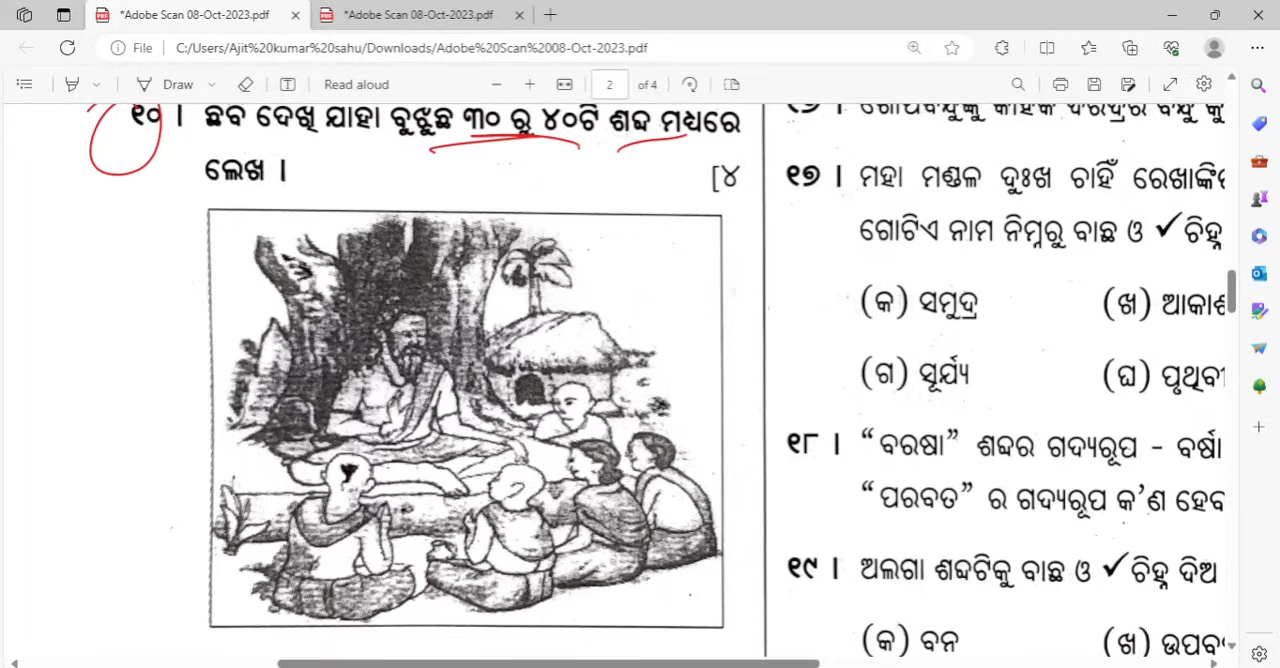 *Adobe Scan 08-Oct-2023.pdf
*Adobe Scan 08-Oct-2023.pdf
File
C:/Users/Ajit%20kumar%20sahu/Downloads/Adobe%20Scan%2008-Oct-2023.pdf
Draw
Read aloud
2
of 4
୧୦ । ଛବି ଦେଖି ଯାହା ବୁଝୁଛ ୩୦ ରୁ ୪୦ଟି ଶବ୍ଦ ମଧ୍ୟରେ
ଲେଖ ।
[୪
୧୭ । ମହା ମଣ୍ଡଳ ଦୁଃଖ ଚାହିଁ
ଗୋଟିଏ ନାମ ନିମ୍ନରୁ ବାଛ ଓ ✓ ଚିହ୍ନ
(କ) ସମୁଦ୍ର
(ଖ)
(ଗ) ସୂର୍ଯ୍ୟ
(ଘ) ପୃଥିବୀ
୧୮ । “ବରଷା” ଶବ୍ଦର ଗଦ୍ୟରୂପ - ବର୍ଷା
“ପରବତ” ର ଗଦ୍ୟରୂପ କ’ଣ ହେବ
୧୯ । ଅଲଗା ଶବ୍ଦଟିକୁ ବାଛ ଓ ✓ ଚିହ୍ନ ଦିଅ
(କ) ବନ
(ଖ)